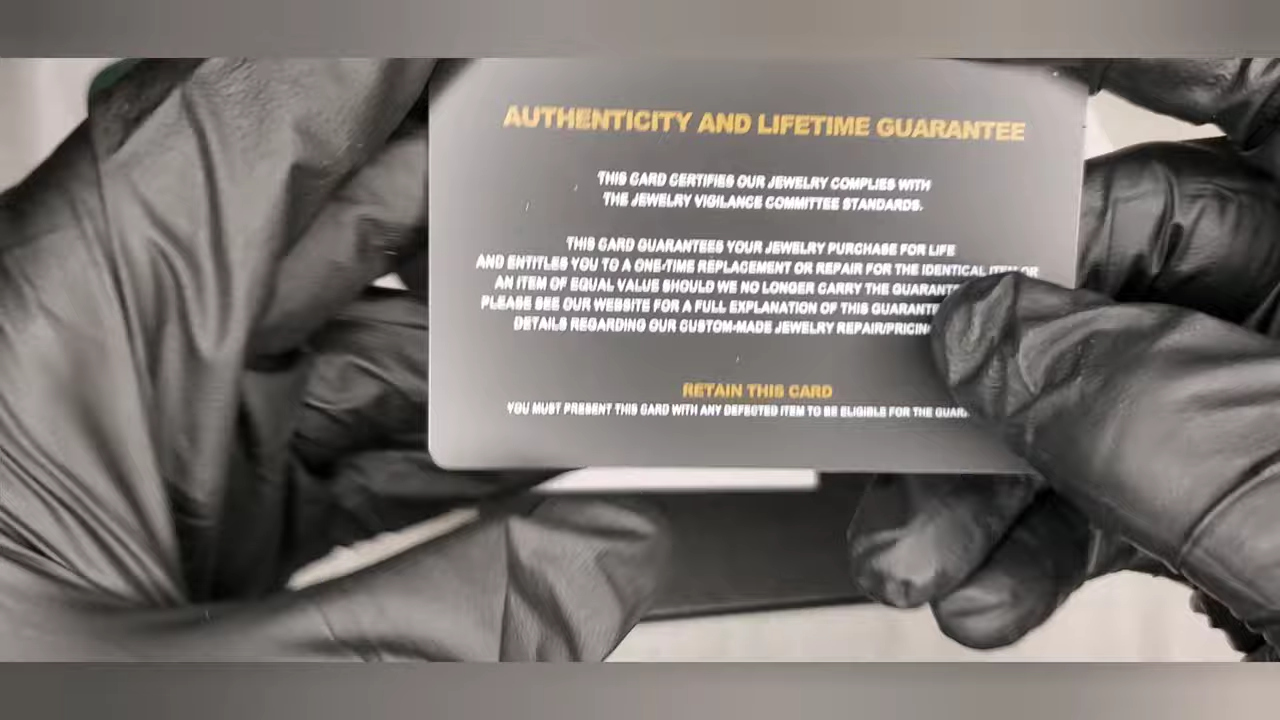 AUTHENTICITY AND LIFETIME GUARANTEE
THIS CARD CERTIFIES OUR JEWELRY COMPLIES WITH
THE JEWELRY VIGILANCE COMMITTEE STANDARDS.
THIS CARD GUARANTEES YOUR JEWELRY PURCHASE FOR LIFE
AND ENTITLES YOU TO A ONE-TIME REPLACEMENT OR REPAIR FOR THE IDENTICAL ITEM OR
AN ITEM OF EQUAL VALUE SHOULD WE NO LONGER CARRY THE
PLEASE SEE OUR WEBSITE FOR A FULL EXPLANATION OF THIS
DETAILS REGARDING OUR CUSTOM-MADE JEWELRY
RETAIN THIS CARD
YOU MUST PRESENT THIS CARD WITH ANY DEFECTED ITEM TO BE ELIGIBLE FOR THE